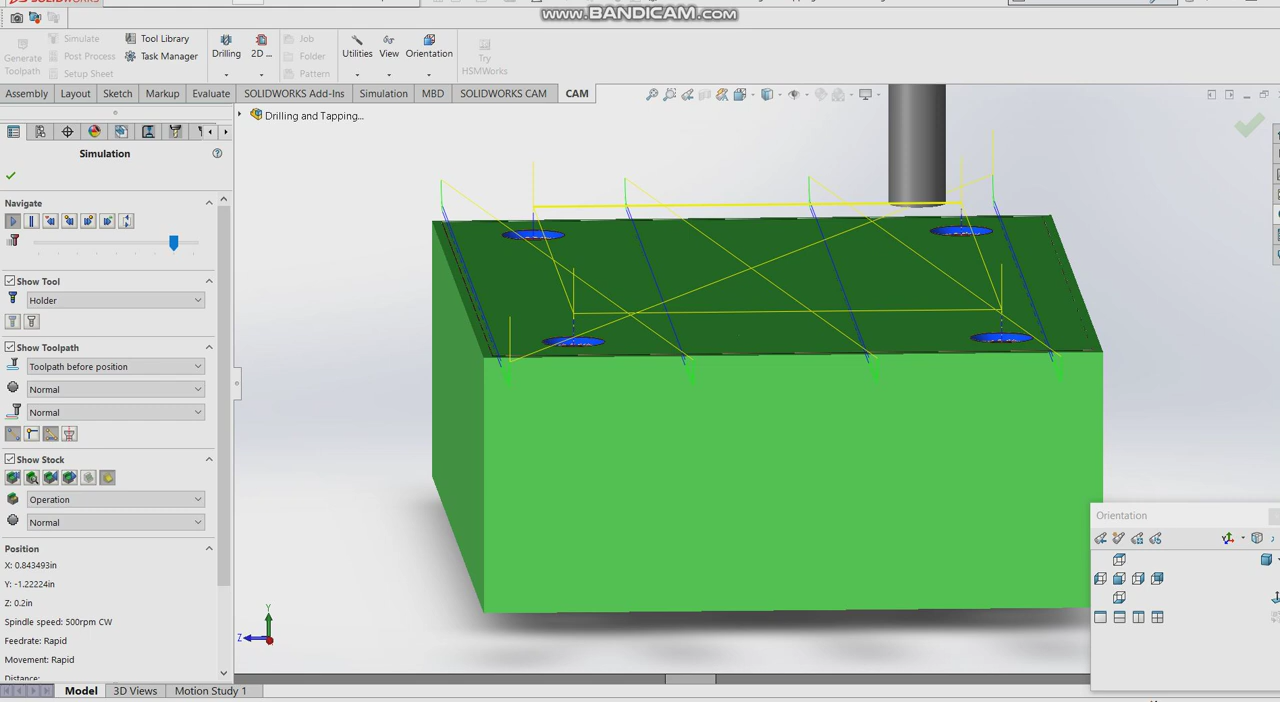 SOLIDWORKS
www.BANDICAM.com
Generate Toolpath
Simulate
Post Process
Setup Sheet
Tool Library
Task Manager
Drilling
2D ...
Job
Folder
Pattern
Utilities
View
Orientation
Try HSMWorks
Assembly
Layout
Sketch
Markup
Evaluate
SOLIDWORKS Add-Ins
Simulation
MBD
SOLIDWORKS CAM
CAM
Drilling and Tapping...
Simulation
Navigate
Show Tool
Holder
Show Toolpath
Toolpath before position
Normal
Normal
Show Stock
Operation
Normal
Position
X: 0.843493in
Y: -1.22224in
Z: 0.2in
Spindle speed: 500rpm CW
Feedrate: Rapid
Movement: Rapid
Distance:
Y
Z
Orientation
Model
3D Views
Motion Study 1